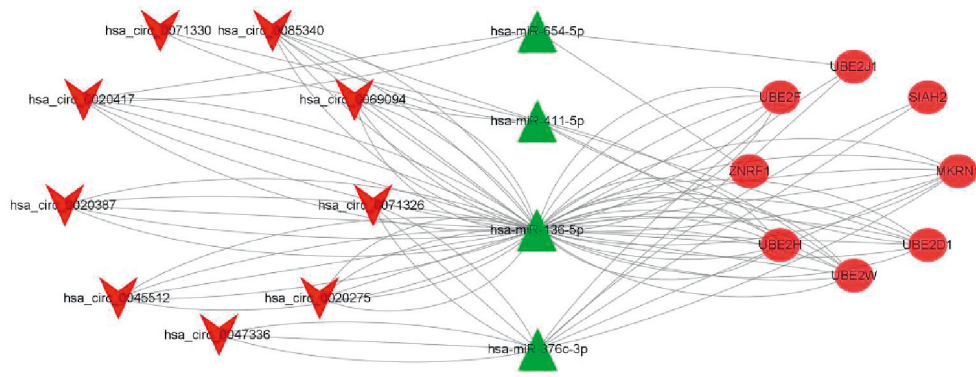 hsa_circ_0071330
hsa_circ_0085340
hsa-miR-654-5p
UBE2J1
hsa_circ_0020417
hsa_circ_0069094
UBE2F
SIAH2
hsa-miR-411-5p
ZNRF1
MKRN
hsa_circ_0020387
hsa_circ_0071326
hsa-miR-136-5p
UBE2H
UBE2D1
UBE2W
hsa_circ_0045512
hsa_circ_0020275
hsa_circ_0047336
hsa-miR-376c-3p